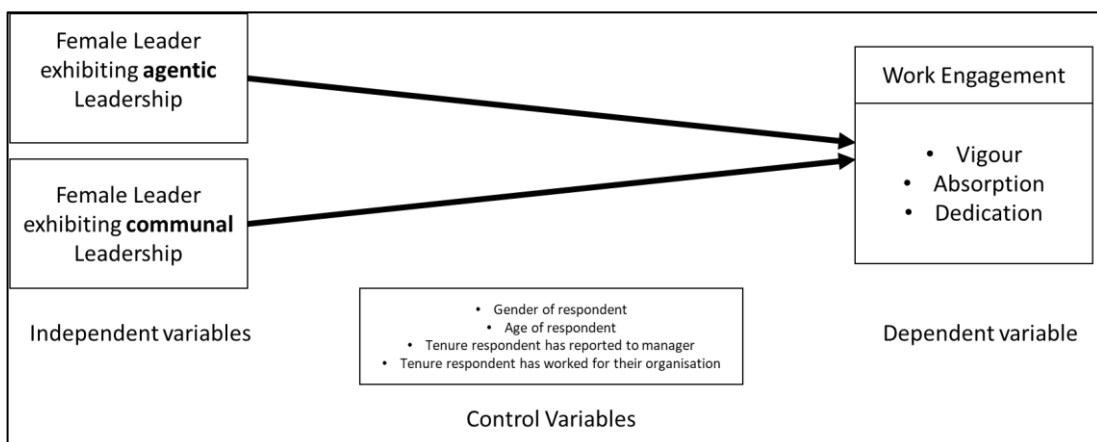 Female Leader
exhibiting agentic
Leadership
Female Leader
exhibiting communal
Leadership
Independent variables
• Gender of respondent
• Age of respondent
• Tenure respondent has reported to manager
• Tenure respondent has worked for their organisation
Control Variables
Work Engagement
• Vigour
• Absorption
• Dedication
Dependent variable